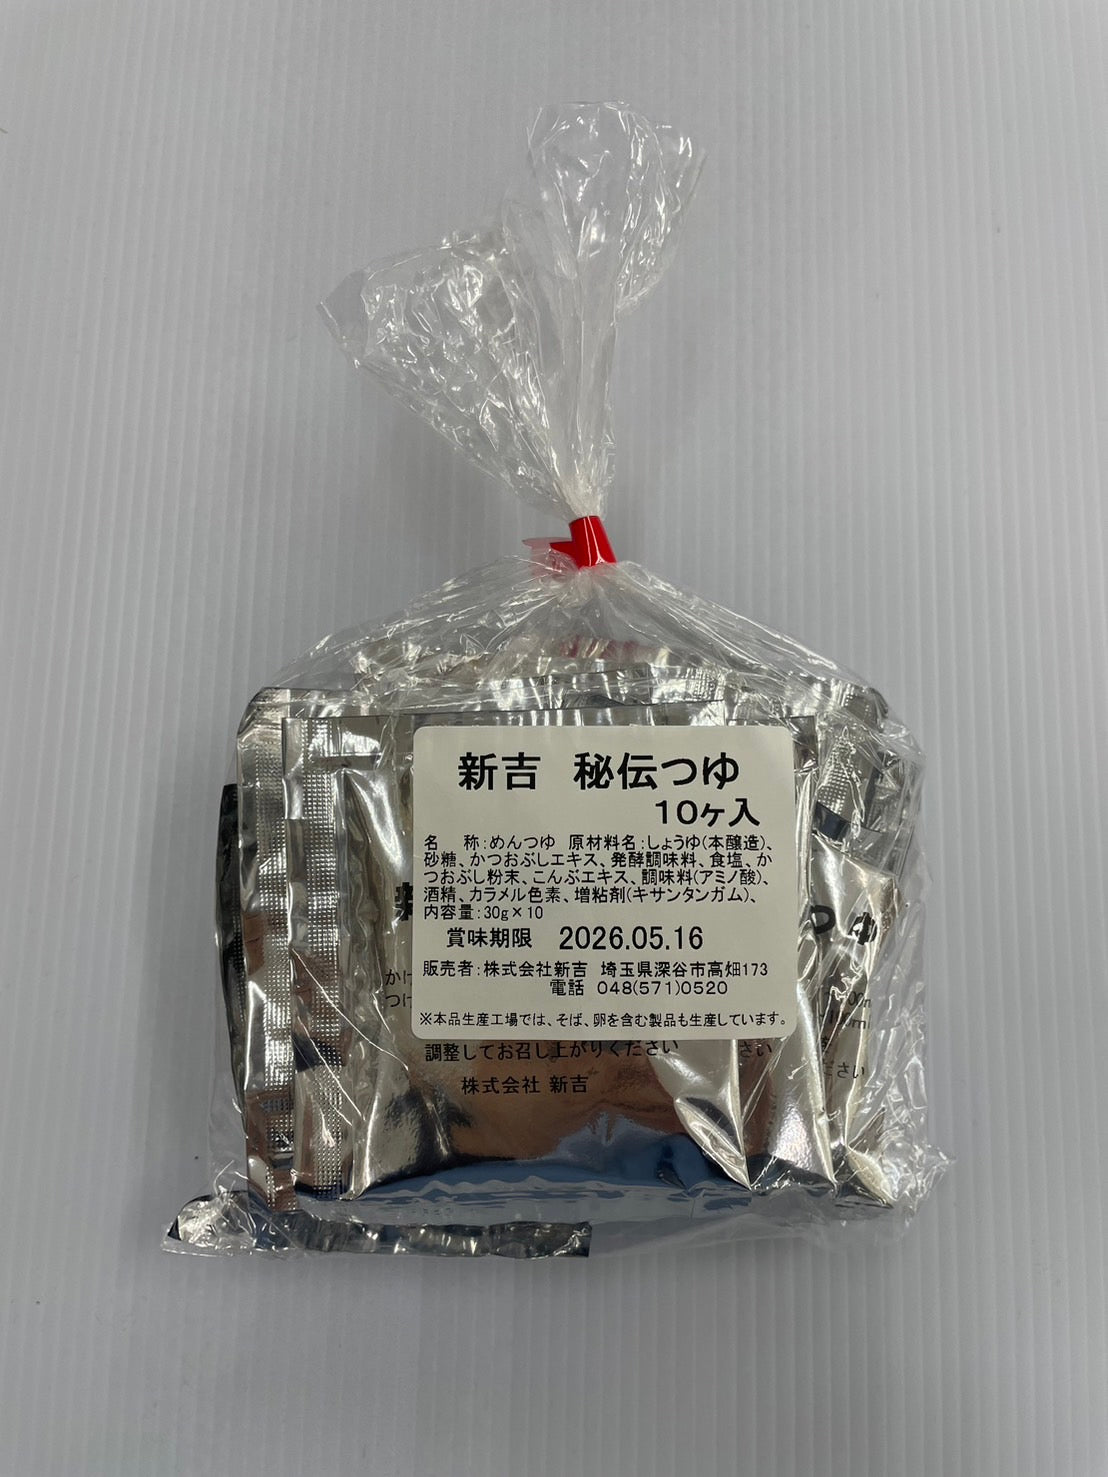 新吉 秘伝つゆ
10ヶ入
名 称:めんつゆ 原材料名:しょうゆ(本醸造)、
砂糖、かつおぶしエキス、発酵調味料、食塩、か
つおぶし粉末、こんぶエキス、調味料(アミノ酸)、
酒精、カラメル色素、増粘剤(キサンタンガム)、
内容量:30g×10
賞味期限 2026.05.16
販売者:株式会社新吉 埼玉県深谷市高畑173
電話 048(571)0520
※本品生産工場では、そば、卵を含む製品も生産しています。
調整してお召し上がりください
株式会社 新吉